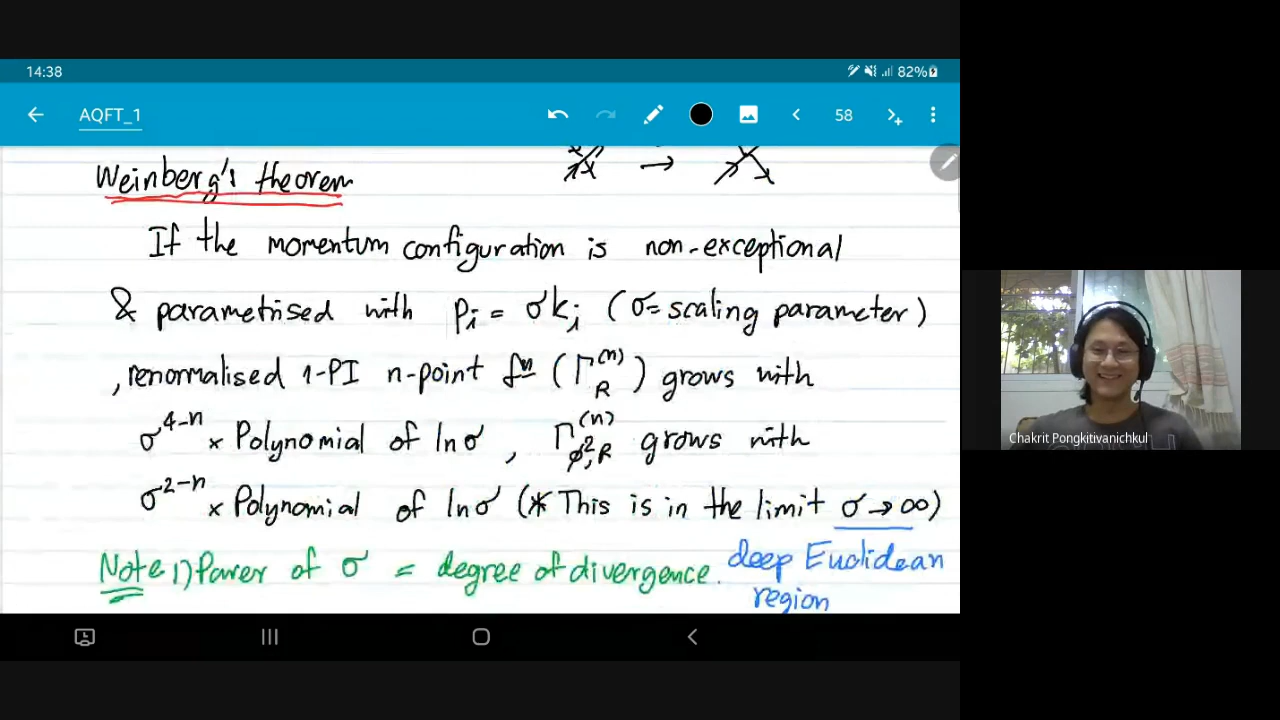 14:38
82%
AQFT_1
58
Weinberg's theorem
If the momentum configuration is non-exceptional
& parametrised with pᵢ = σkᵢ (σ = scaling parameter)
, renormalised 1-PI n-point fⁿ (Γ_R^(n)) grows with
σ^(4-n) × Polynomial of ln σ , Γ_(φ²,R)^(n) grows with
σ^(2-n) × Polynomial of ln σ (* This is in the limit σ → ∞)
Note 1) Power of σ = degree of divergence.
deep Euclidean
region
Chakrit Pongkitivanichkul